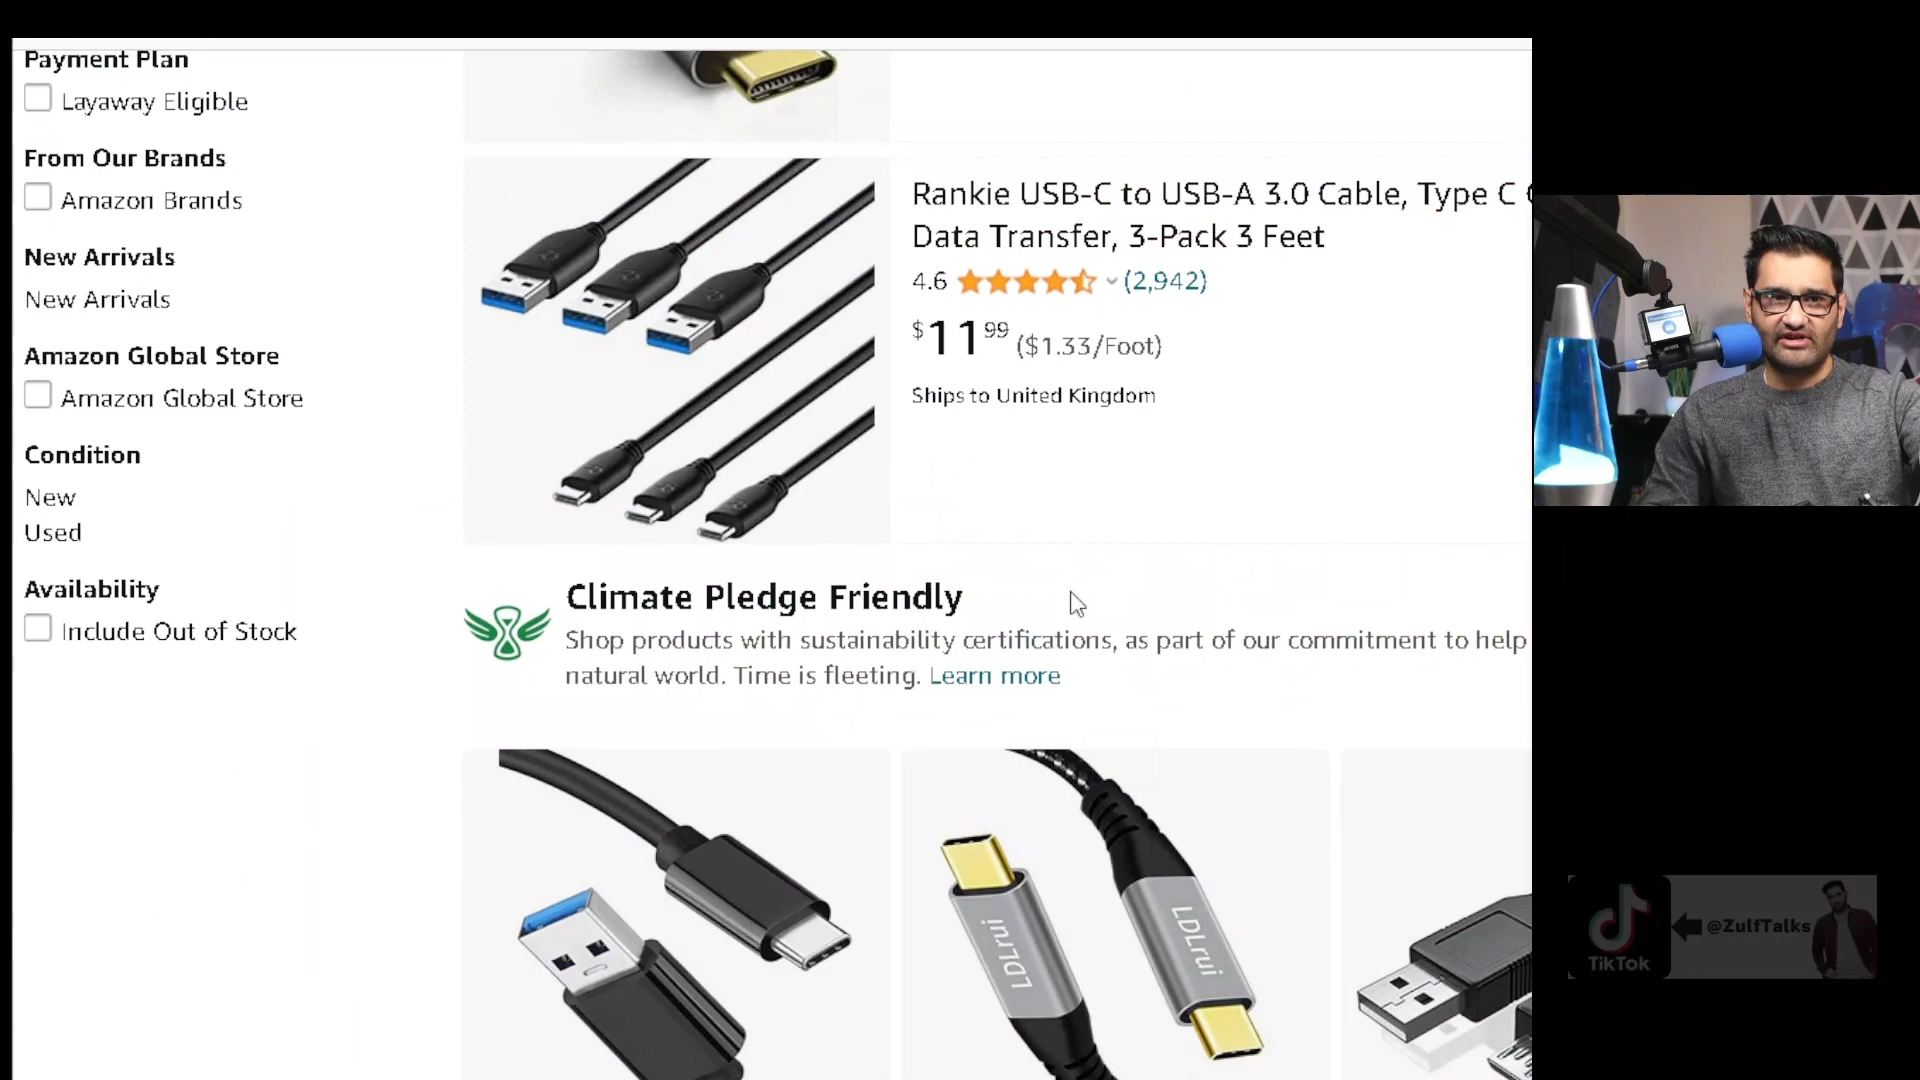 Payment Plan
Layaway Eligible
From Our Brands
Amazon Brands
New Arrivals
New Arrivals
Amazon Global Store
Amazon Global Store
Condition
New
Used
Availability
Include Out of Stock
Rankie USB-C to USB-A 3.0 Cable, Type C
Data Transfer, 3-Pack 3 Feet
4.6 (2,942)
$11 99 ($1.33/Foot)
Ships to United Kingdom
Climate Pledge Friendly
Shop products with sustainability certifications, as part of our commitment to help
natural world. Time is fleeting. Learn more
LDLrui
LDLrui
TikTok
@ZulfTalks